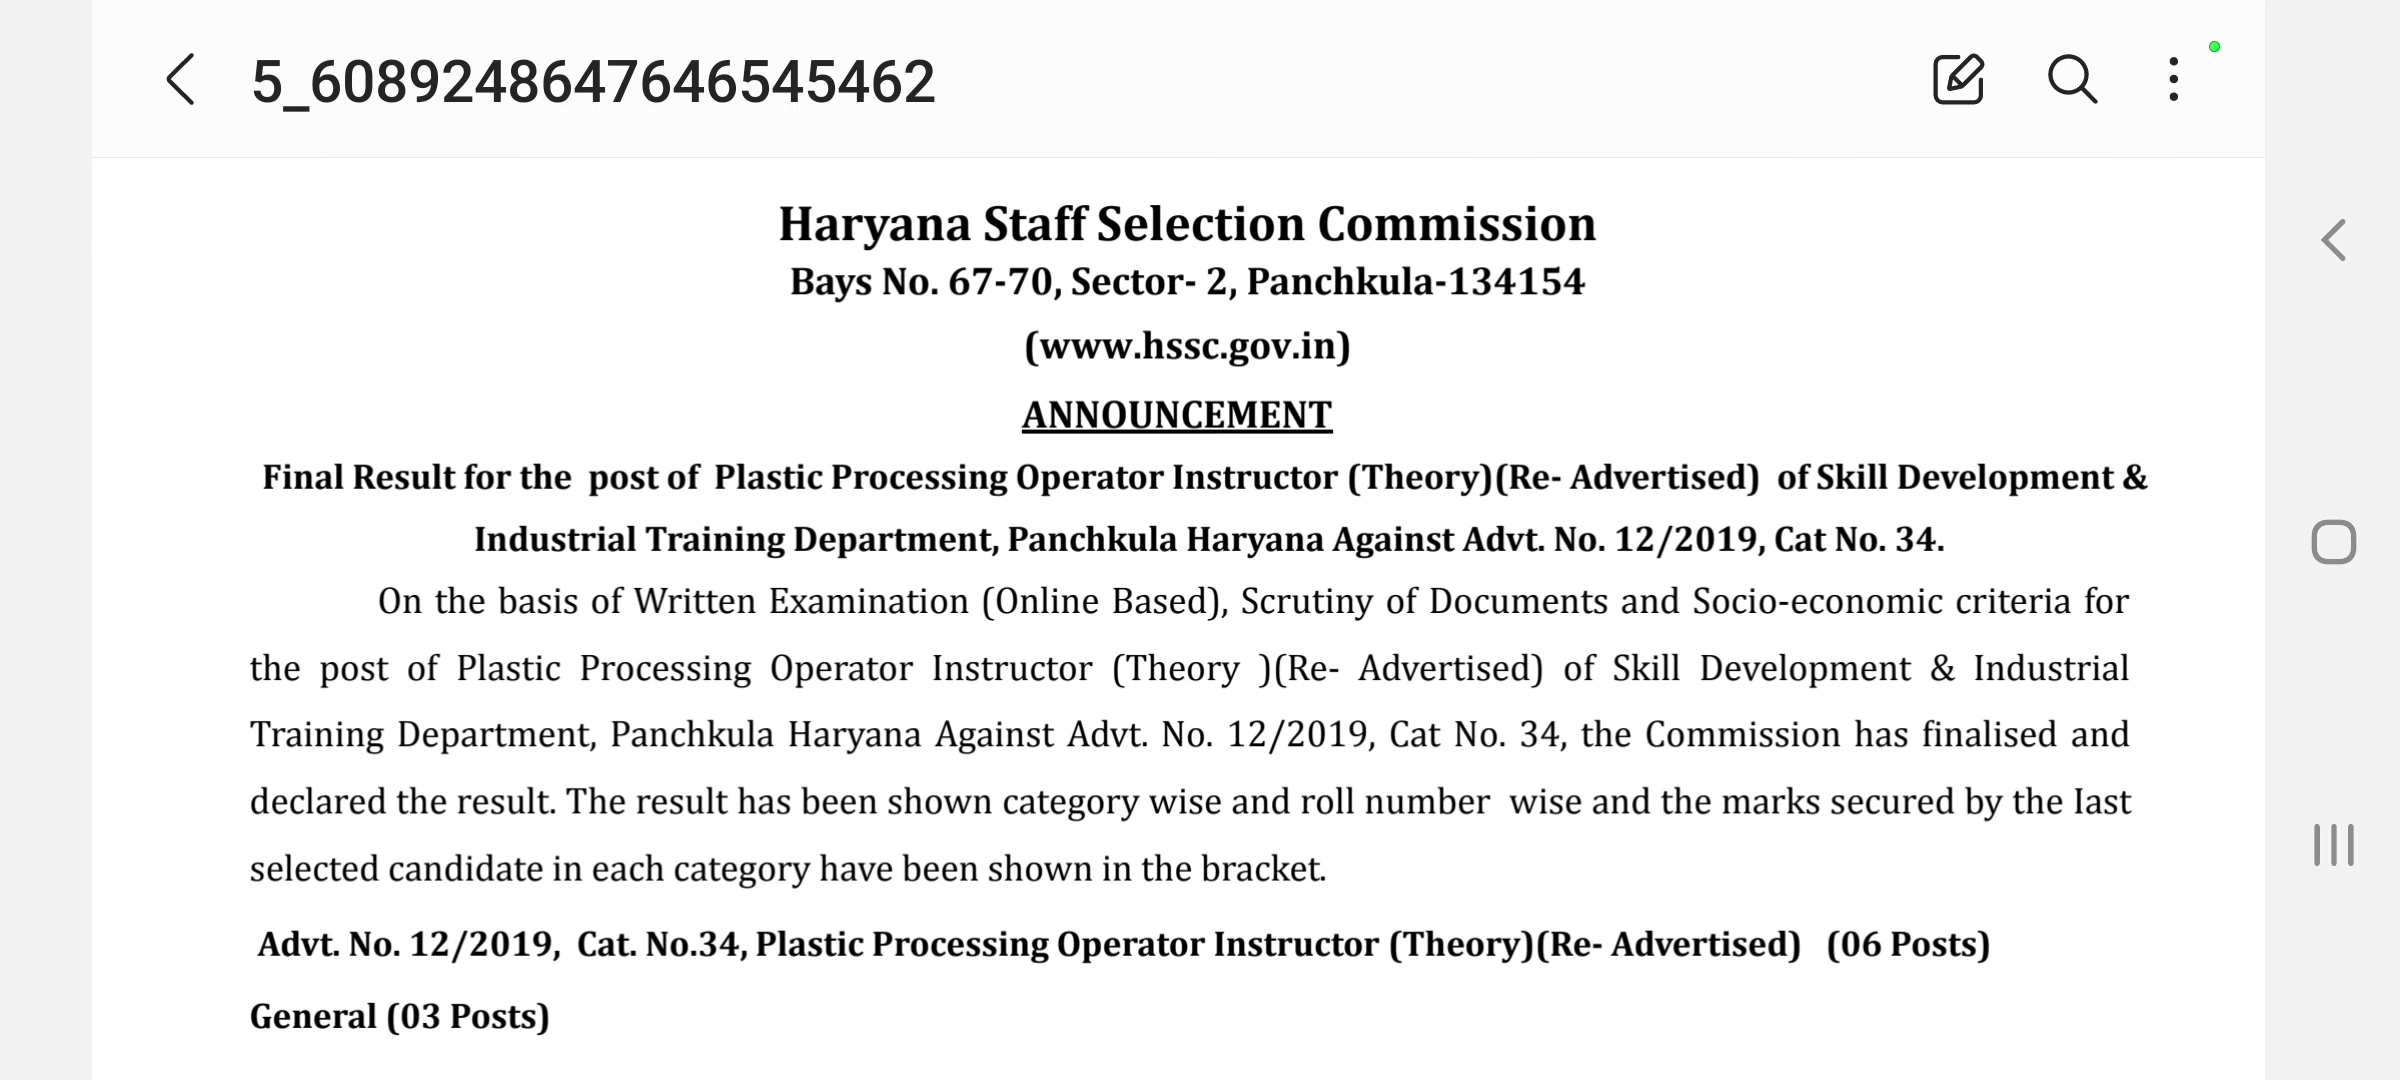 5_6089248647646545462
Haryana Staff Selection Commission
Bays No. 67-70, Sector- 2, Panchkula-134154
(www.hssc.gov.in)
ANNOUNCEMENT
Final Result for the post of Plastic Processing Operator Instructor (Theory)(Re- Advertised) of Skill Development &
Industrial Training Department, Panchkula Haryana Against Advt. No. 12/2019, Cat No. 34.
On the basis of Written Examination (Online Based), Scrutiny of Documents and Socio-economic criteria for
the post of Plastic Processing Operator Instructor (Theory )(Re- Advertised) of Skill Development & Industrial
Training Department, Panchkula Haryana Against Advt. No. 12/2019, Cat No. 34, the Commission has finalised and
declared the result. The result has been shown category wise and roll number wise and the marks secured by the Iast
selected candidate in each category have been shown in the bracket.
Advt. No. 12/2019, Cat. No.34, Plastic Processing Operator Instructor (Theory)(Re- Advertised) (06 Posts)
General (03 Posts)